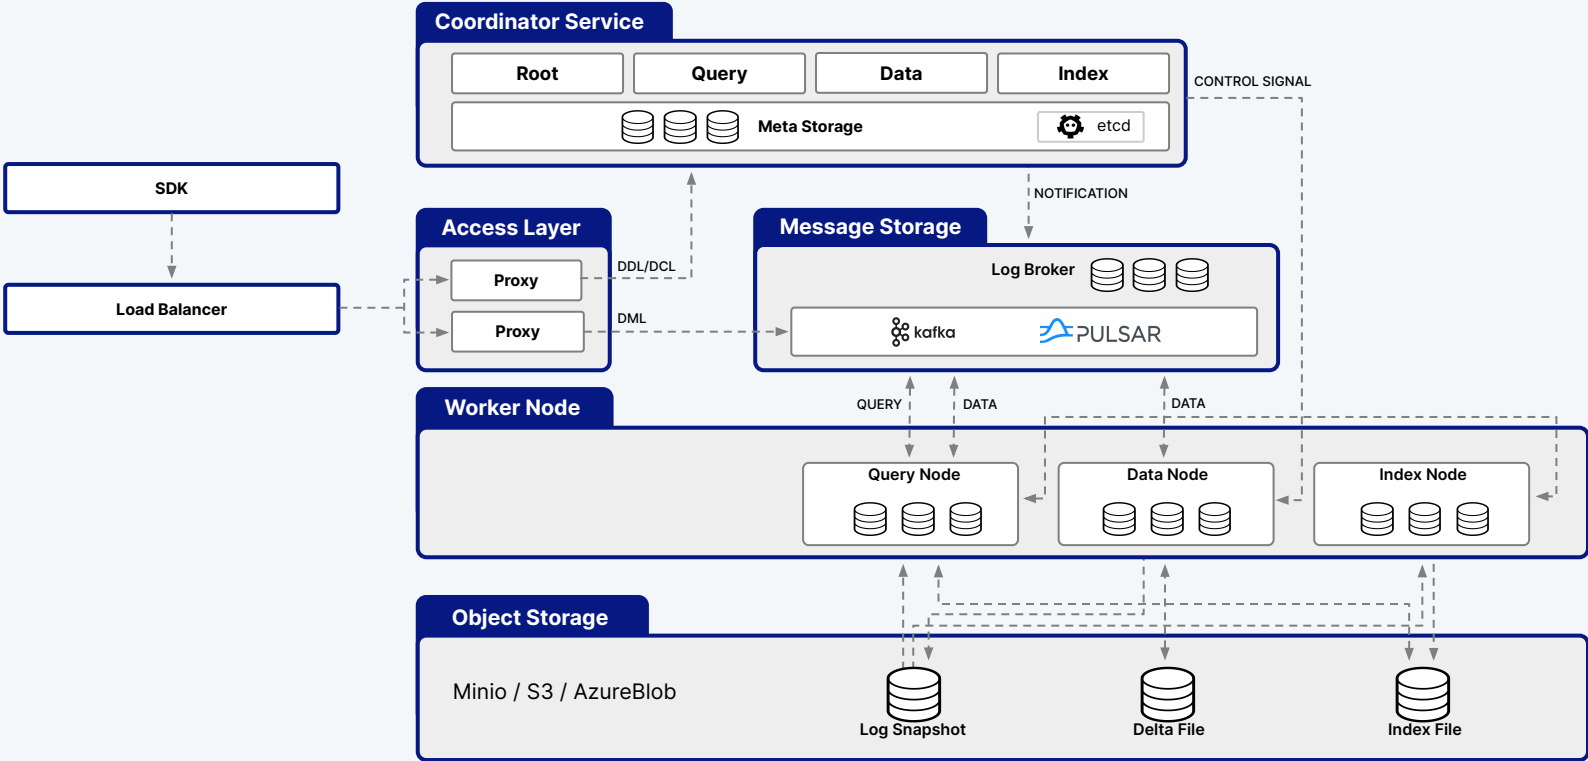 Coordinator Service
Root
Query
Data
Index
Meta Storage
etcd
CONTROL SIGNAL
SDK
NOTIFICATION
Access Layer
Message Storage
Proxy
DDL/DCL
Log Broker
Load Balancer
Proxy
DML
kafka
PULSAR
Worker Node
QUERY
DATA
DATA
Query Node
Data Node
Index Node
Object Storage
Minio / S3 / AzureBlob
Log Snapshot
Delta File
Index File